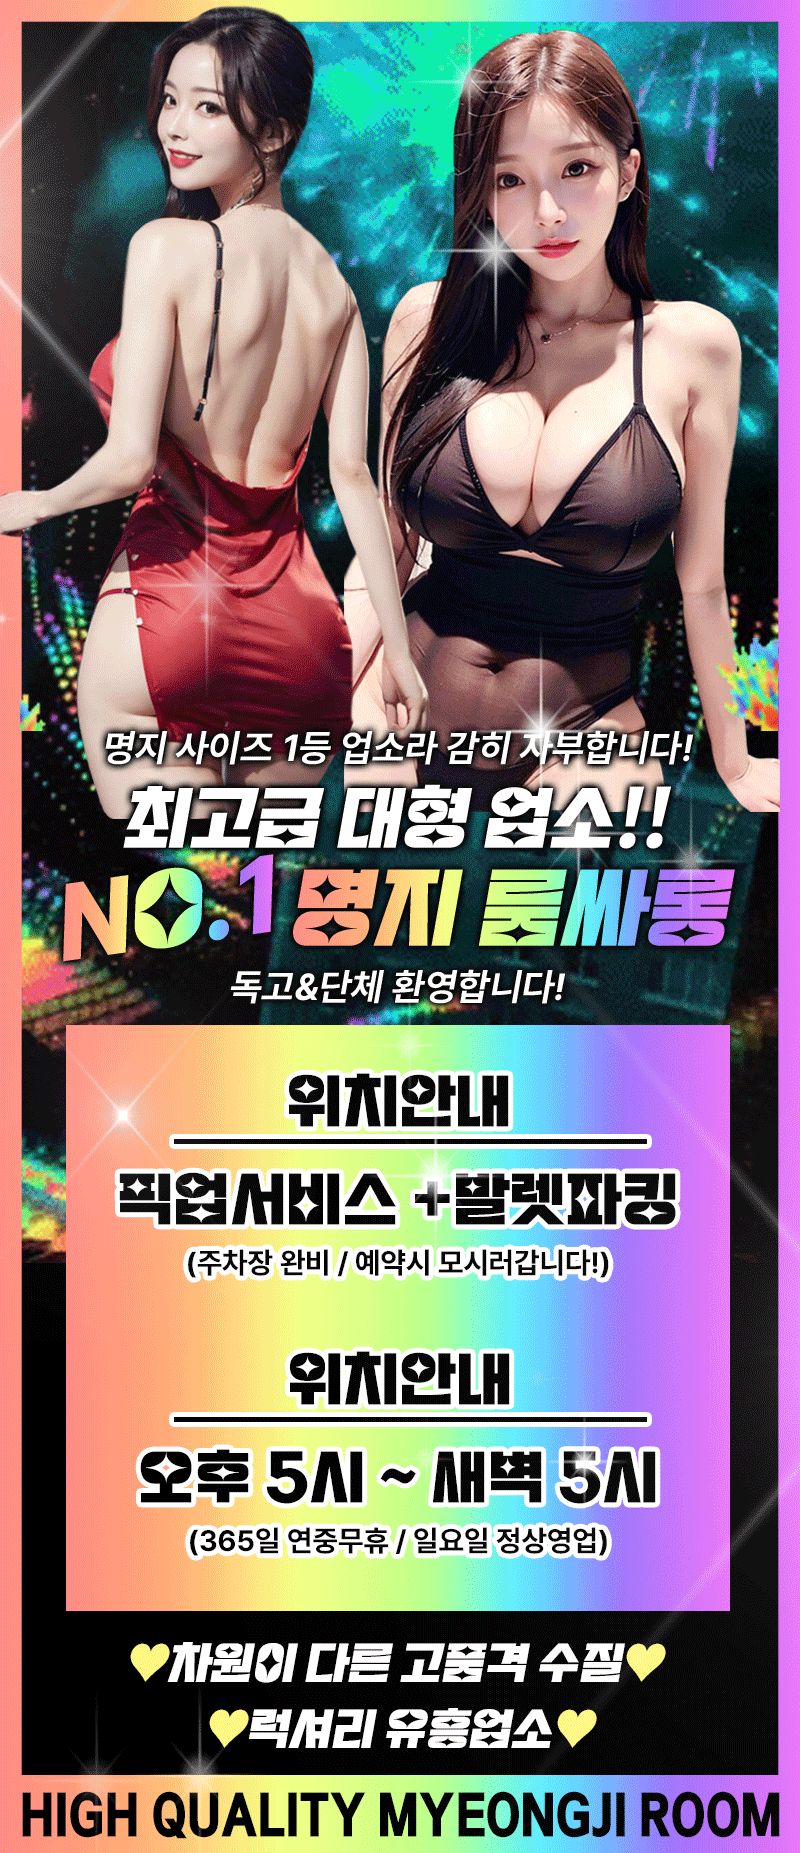 명지 사이즈 1등 업소라 감히 자부합니다!
최고급 대형 업소!!
NO.1 명지 룸싸롱
독고&단체 환영합니다!
위치안내
픽업서비스 +발렛파킹
(주차장 완비 / 예약시 모시러갑니다!)
위치안내
오후 5시 ~ 새벽 5시
(365일 연중무휴 / 일요일 정상영업)
💛차원이 다른 고품격 수질💛
💛럭셔리 유흥업소💛
HIGH QUALITY MYEONGJI ROOM